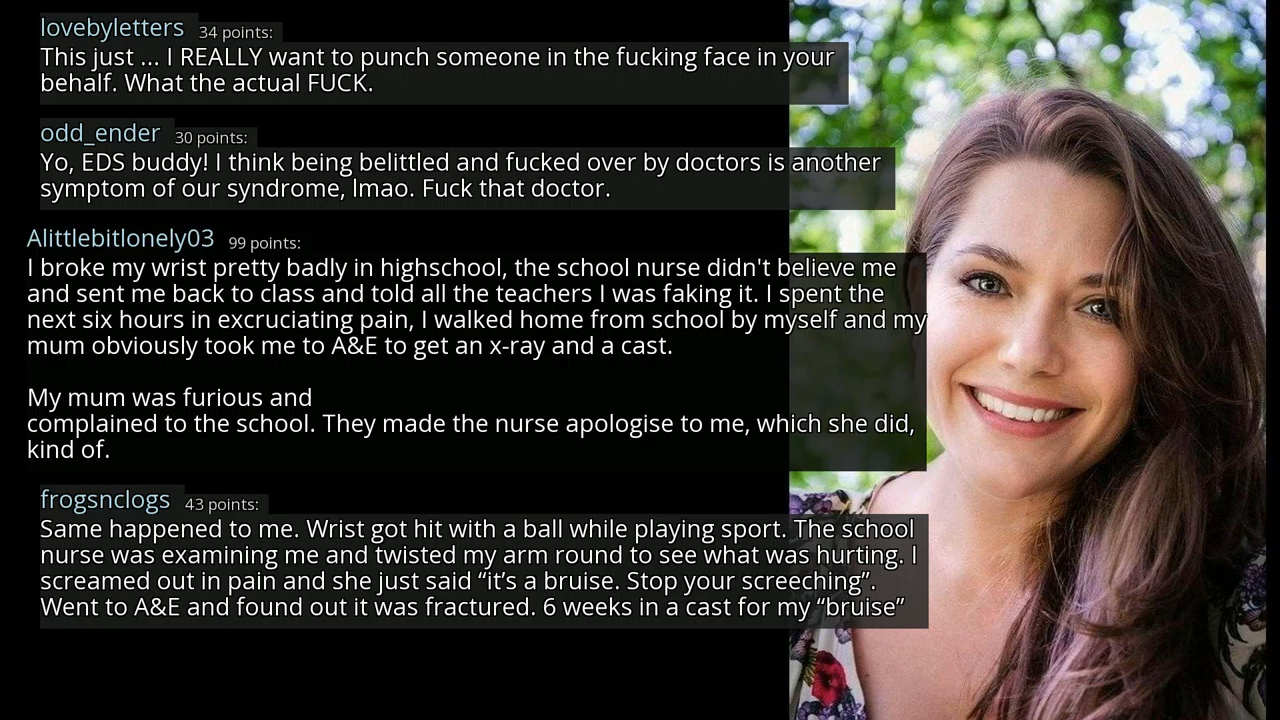 lovebyletters 34 points:
This just ... I REALLY want to punch someone in the fucking face in your
behalf. What the actual FUCK.
odd_ender 30 points:
Yo, EDS buddy! I think being belittled and fucked over by doctors is another
symptom of our syndrome, lmao. Fuck that doctor.
Alittlebitlonely03 99 points:
I broke my wrist pretty badly in highschool, the school nurse didn't believe me
and sent me back to class and told all the teachers I was faking it. I spent the
next six hours in excruciating pain, I walked home from school by myself and my
mum obviously took me to A&E to get an x-ray and a cast.
My mum was furious and
complained to the school. They made the nurse apologise to me, which she did,
kind of.
frogsnclogs 43 points:
Same happened to me. Wrist got hit with a ball while playing sport. The school
nurse was examining me and twisted my arm round to see what was hurting. I
screamed out in pain and she just said “it’s a bruise. Stop your screeching”.
Went to A&E and found out it was fractured. 6 weeks in a cast for my “bruise”